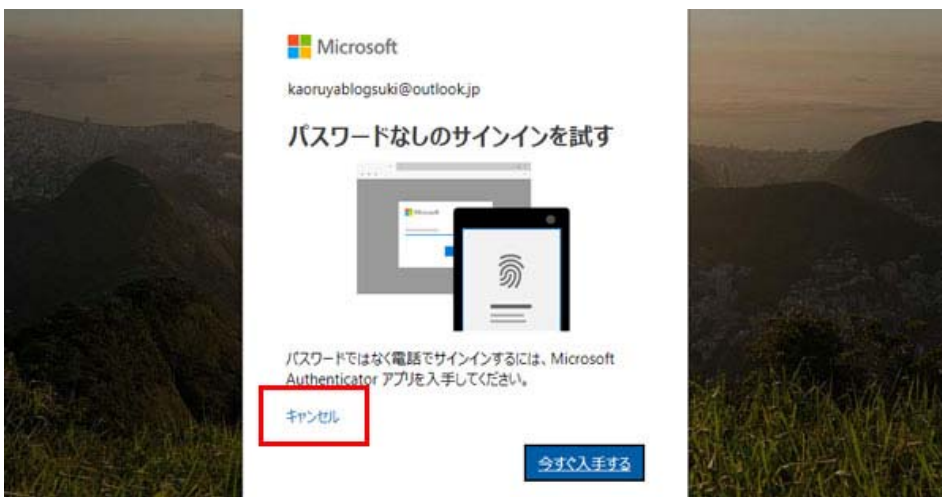 Microsoft
kaoruyablogsuki@outlook.jp
パスワードなしのサインインを試す
Microsoft
パスワードではなく電話でサインインするには、Microsoft
Authenticator アプリを入手してください。
キャンセル
今すぐ入手する